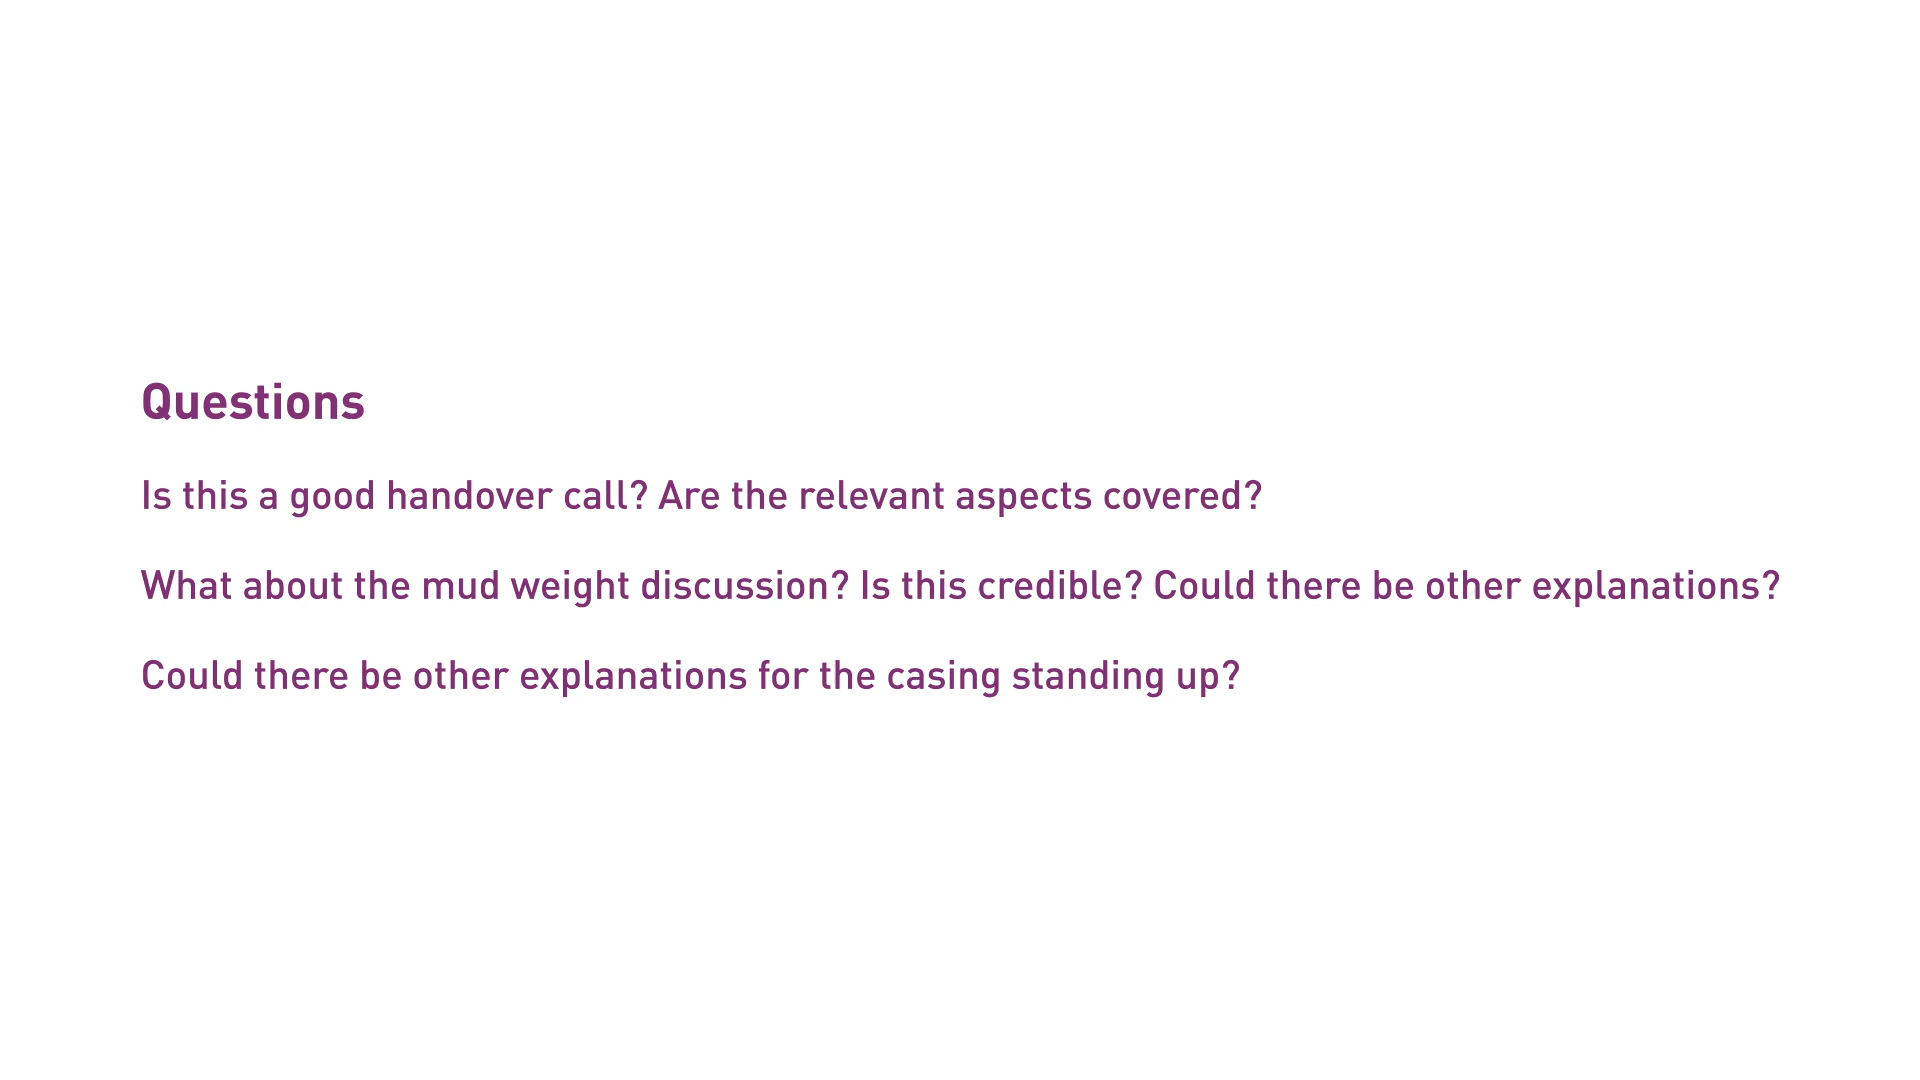 Questions
Is this a good handover call? Are the relevant aspects covered?
What about the mud weight discussion? Is this credible? Could there be other explanations?
Could there be other explanations for the casing standing up?